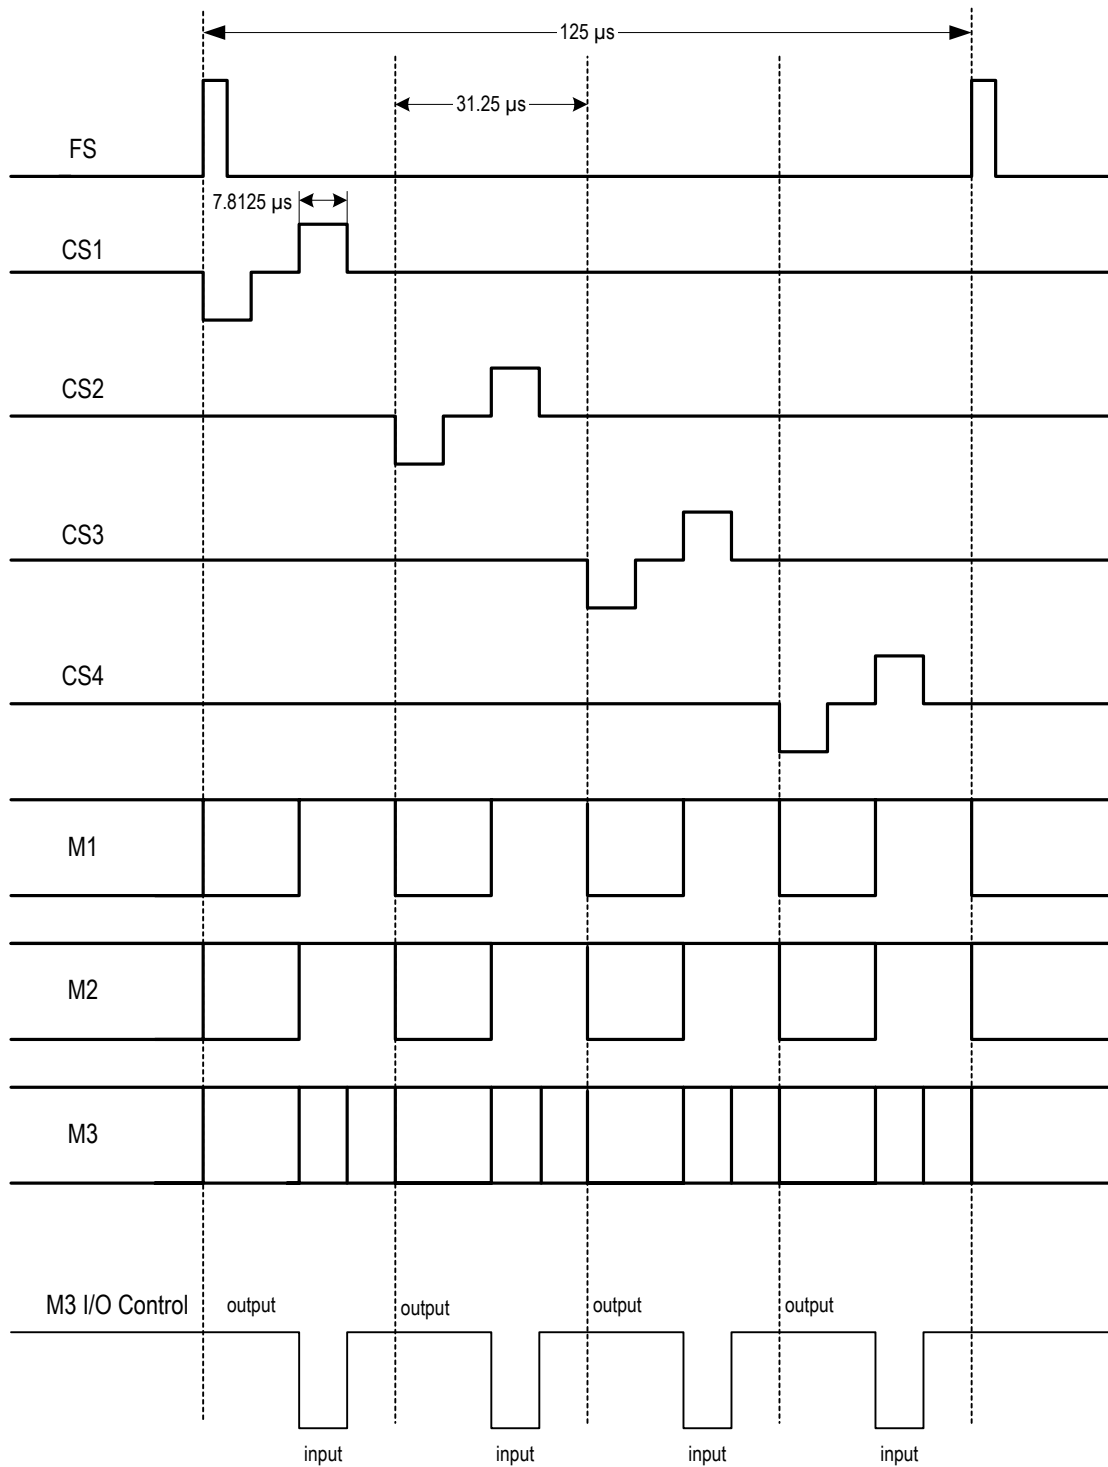 125 µs
31.25 µs
FS
7.8125 µs
CS1
CS2
CS3
CS4
M1
M2
M3
M3 I/O Control
output
output
output
output
input
input
input
input